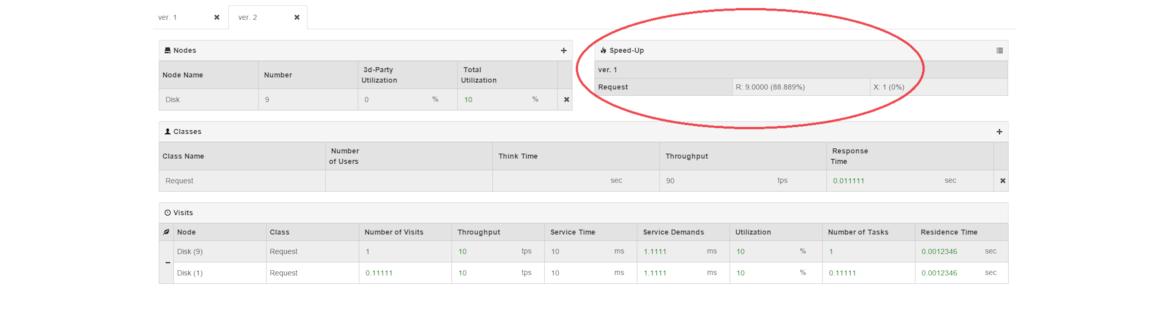 ver. 1 ✖ ver. 2 ✖
Nodes +
Node Name Number 3d-Party Utilization Total Utilization
Disk 9 0 % 10 % ✖
Speed-Up
ver. 1
Request R: 9.0000 (88.889%) X: 1 (0%)
Classes +
Class Name Number of Users Think Time Throughput Response Time
Request sec 90 tps 0.011111 sec ✖
Visits
Node Class Number of Visits Throughput Service Time Service Demands Utilization Number of Tasks Residence Time
Disk (9) Request 1 10 tps 10 ms 1.1111 ms 10 % 1 0.0012346 sec
Disk (1) Request 0.11111 10 tps 10 ms 1.1111 ms 10 % 0.11111 0.0012346 sec